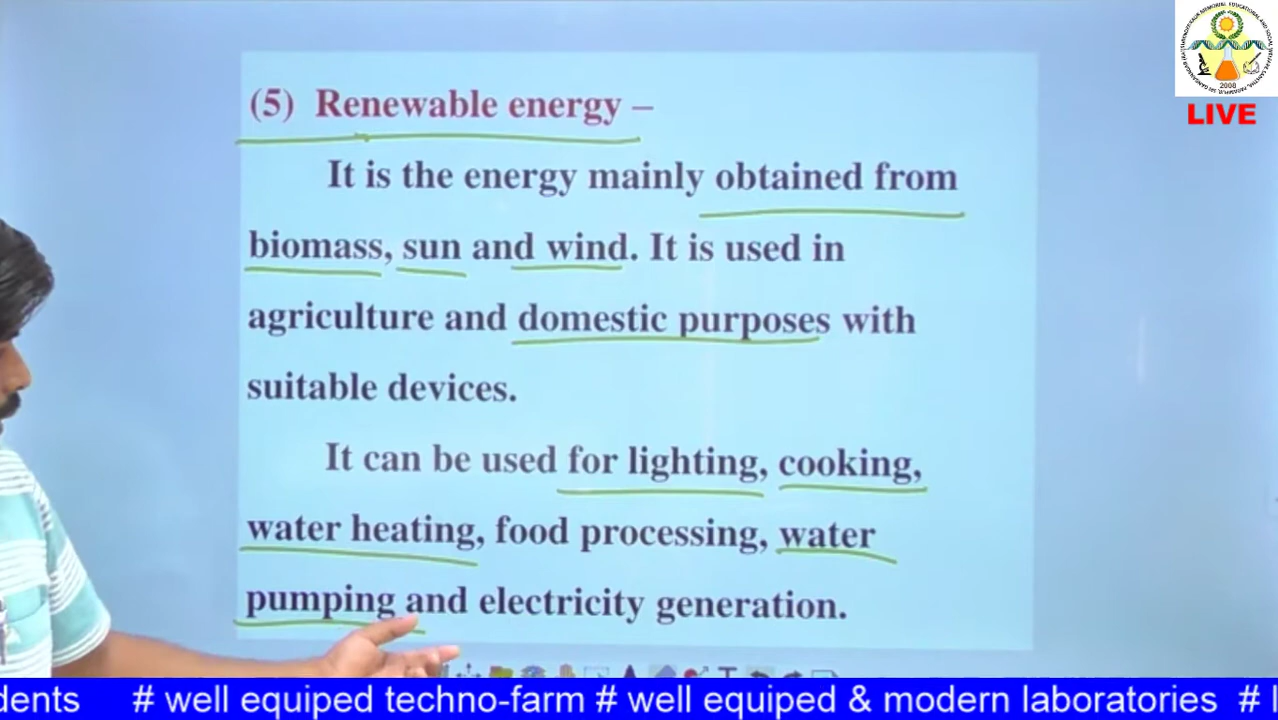 (5) Renewable energy –
It is the energy mainly obtained from
biomass, sun and wind. It is used in
agriculture and domestic purposes with
suitable devices.
It can be used for lighting, cooking,
water heating, food processing, water
pumping and electricity generation.
2008
LIVE
dents # well equiped techno-farm # well equiped & modern laboratories #